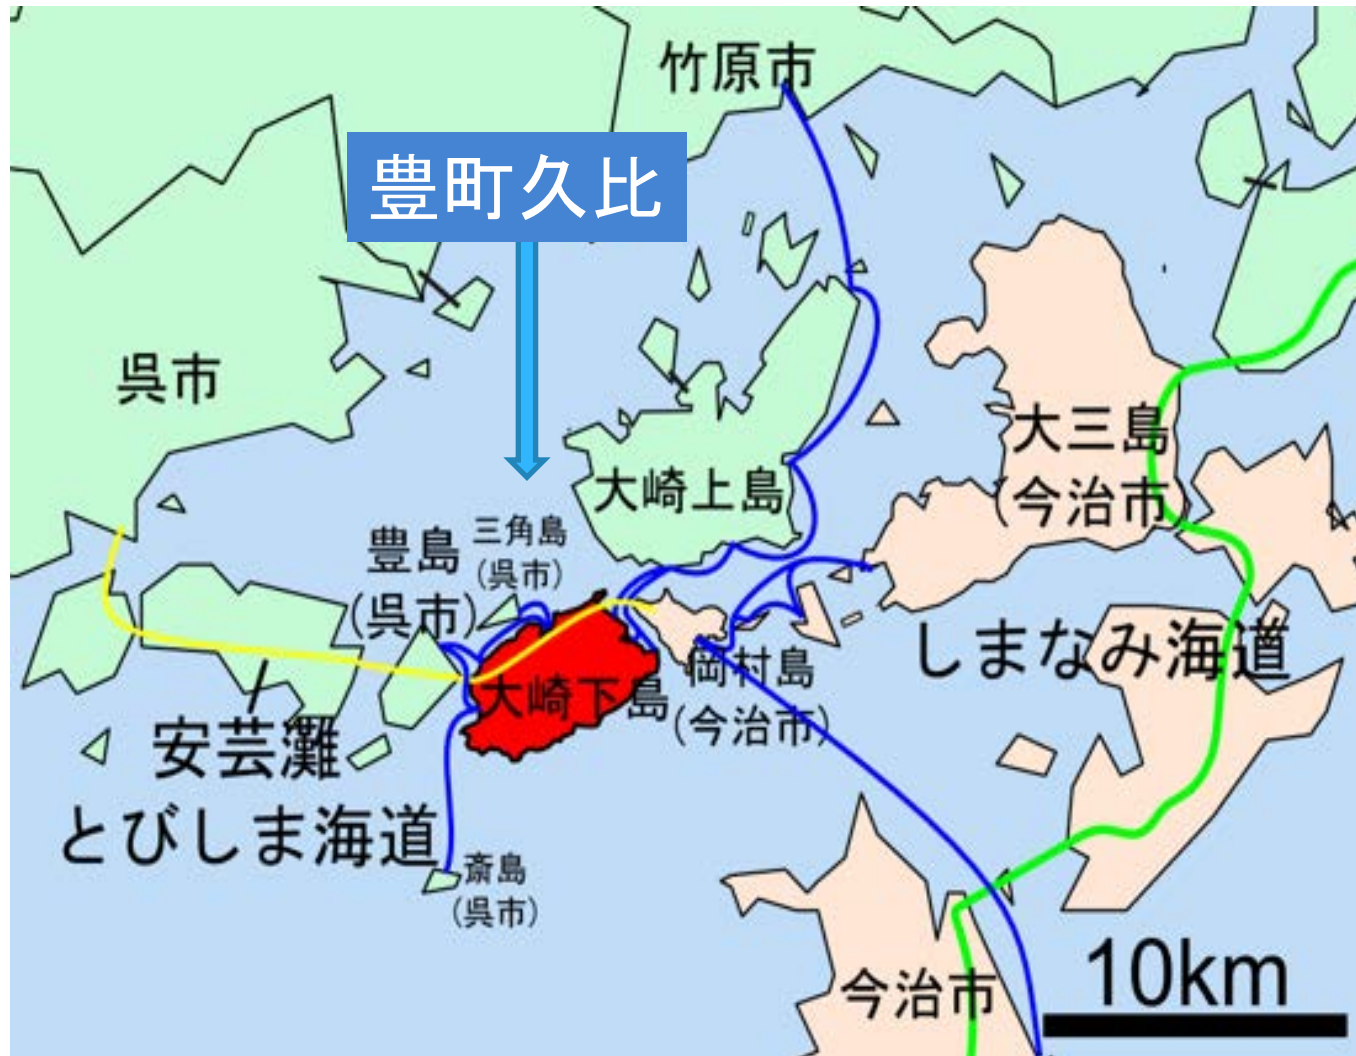 竹原市
豊町久比
呉市
大三島
(今治市
大崎上島
三角島
(呉市)
豊島
(呉市)
しまなみ海道
岡村島
(今治市)
大崎下島
安芸灘
とびしま海道
斎島
(呉市)
今治市
10km